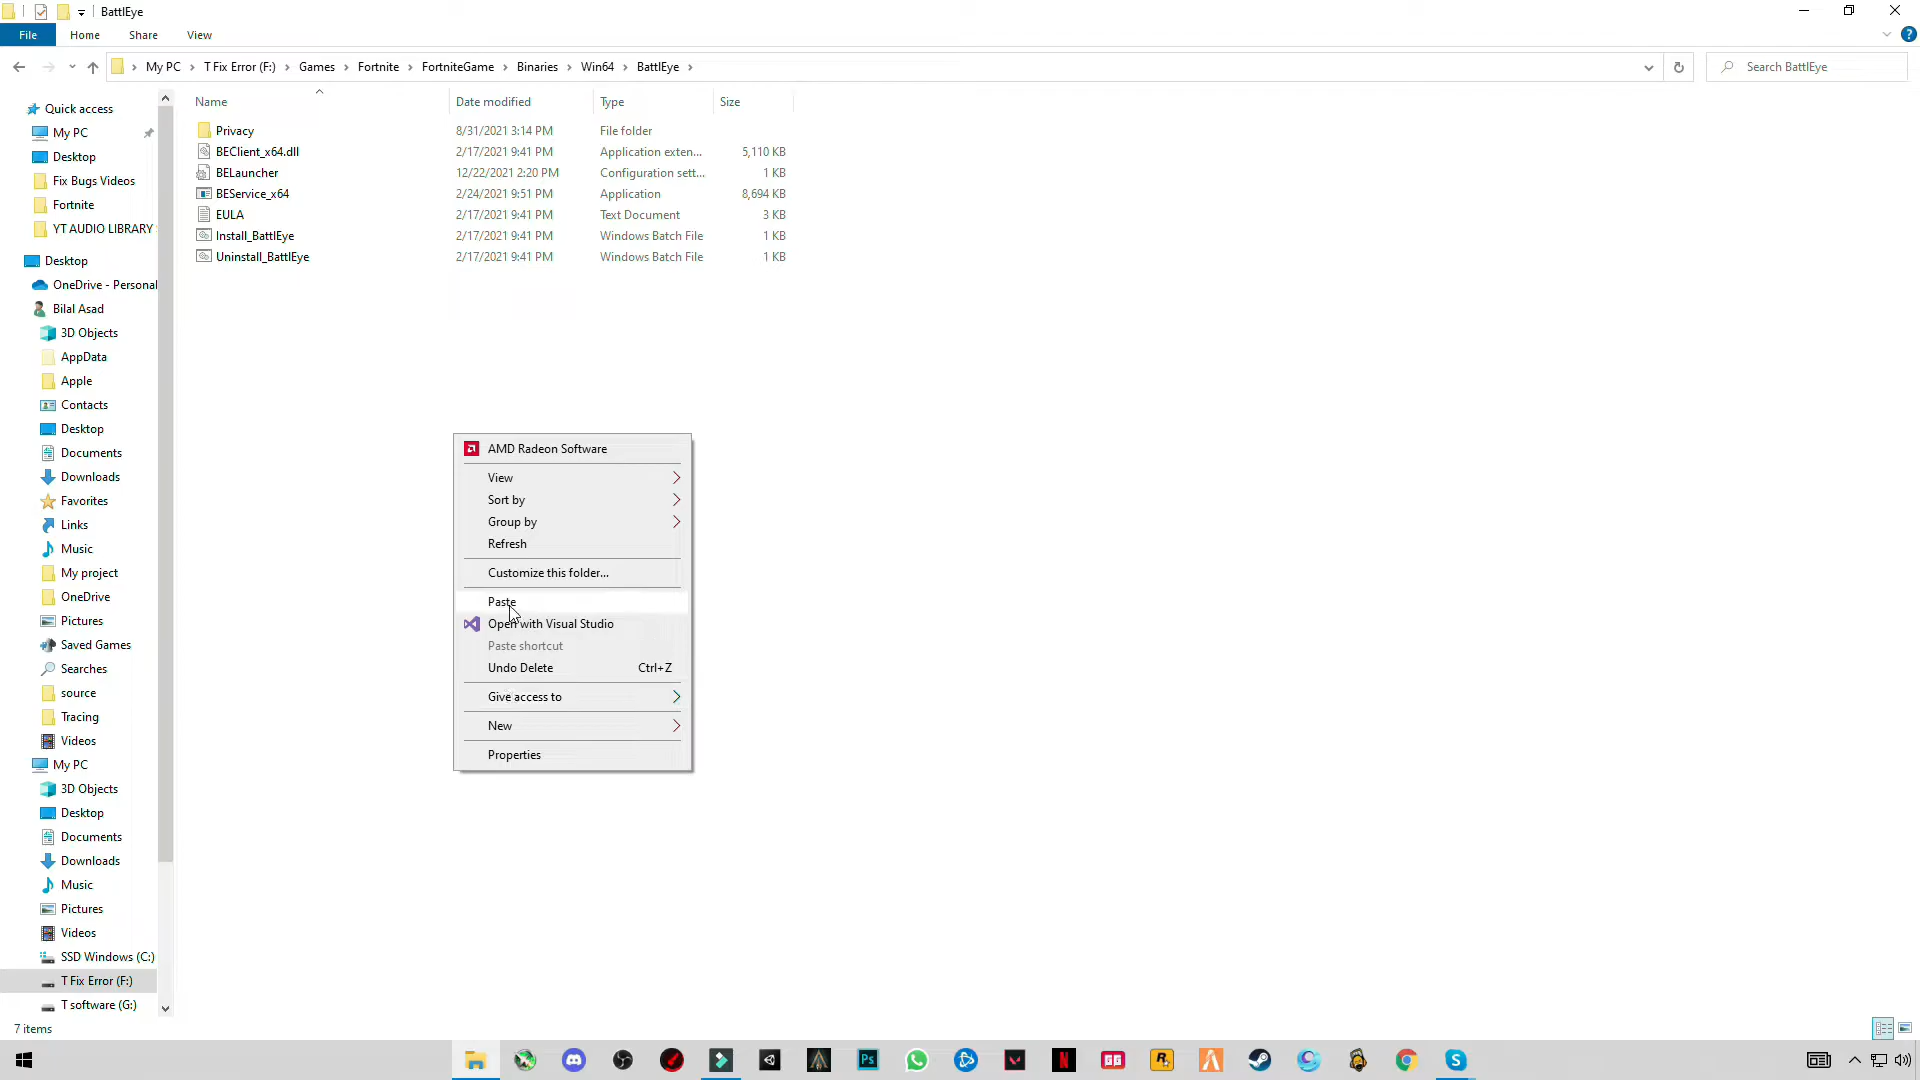 BattlEye
File
Home
Share
View
My PC
T Fix Error (F:)
Games
Fortnite
FortniteGame
Binaries
Win64
BattlEye
Search BattlEye
Name
Date modified
Type
Size
Privacy
8/31/2021 3:14 PM
File folder
BEClient_x64.dll
2/17/2021 9:41 PM
Application exten...
5,110 KB
BELauncher
12/22/2021 2:20 PM
Configuration sett...
1 KB
BEService_x64
2/24/2021 9:51 PM
Application
8,694 KB
EULA
2/17/2021 9:41 PM
Text Document
3 KB
Install_BattlEye
2/17/2021 9:41 PM
Windows Batch File
1 KB
Uninstall_BattlEye
2/17/2021 9:41 PM
Windows Batch File
1 KB
Quick access
My PC
Desktop
Fix Bugs Videos
Fortnite
YT AUDIO LIBRARY
Desktop
OneDrive - Personal
Bilal Asad
3D Objects
AppData
Apple
Contacts
Desktop
Documents
Downloads
Favorites
Links
Music
My project
OneDrive
Pictures
Saved Games
Searches
source
Tracing
Videos
My PC
3D Objects
Desktop
Documents
Downloads
Music
Pictures
Videos
SSD Windows (C:)
T Fix Error (F:)
T software (G:)
AMD Radeon Software
View
Sort by
Group by
Refresh
Customize this folder...
Paste
Open with Visual Studio
Paste shortcut
Undo Delete
Ctrl+Z
Give access to
New
Properties
7 items
Ps
N
GG
R
S